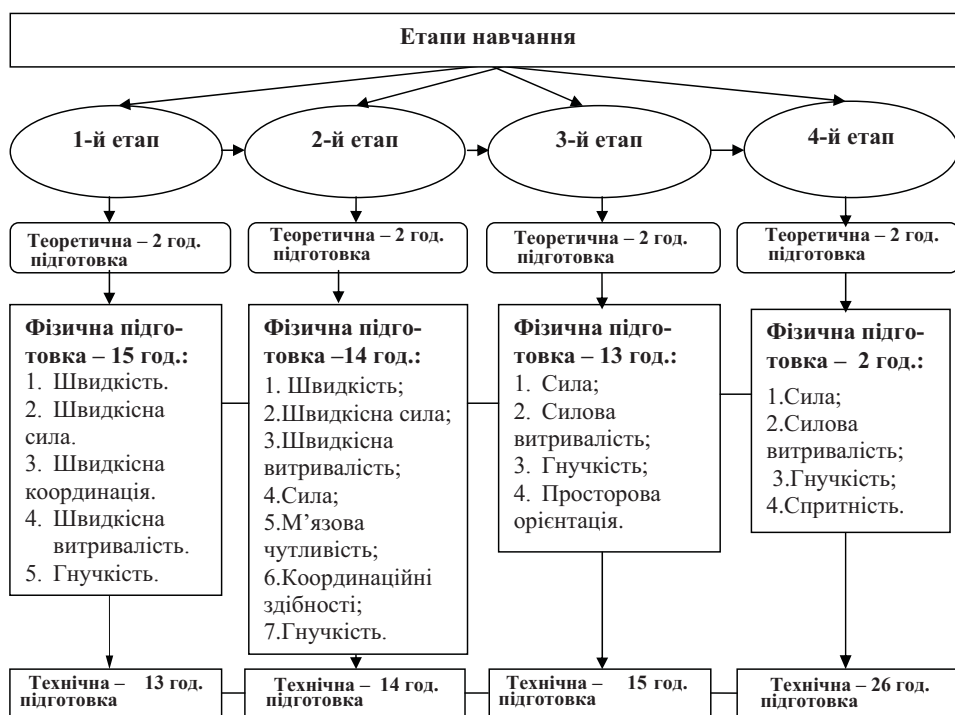 Етапи навчання
1-й етап
2-й етап
3-й етап
4-й етап
Теоретична – 2 год.
підготовка
Теоретична – 2 год.
підготовка
Теоретична – 2 год.
підготовка
Теоретична – 2 год.
підготовка
Фізична підго-
товка – 15 год.:
1. Швидкість.
2. Швидкісна
сила.
3. Швидкісна
координація.
4. Швидкісна
витривалість.
5. Гнучкість.
Фізична підго-
товка –14 год.:
1. Швидкість;
2.Швидкісна сила;
3.Швидкісна
витривалість;
4.Сила;
5.М’язова
чутливість;
6.Координаційні
здібності;
7.Гнучкість.
Фізична підго-
товка – 13 год.:
1. Сила;
2. Силова
витривалість;
3. Гнучкість;
4. Просторова
орієнтація.
Фізична підго-
товка – 2 год.:
1.Сила;
2.Силова
витривалість;
3.Гнучкість;
4.Спритність.
Технічна – 13 год.
підготовка
Технічна – 14 год.
підготовка
Технічна – 15 год.
підготовка
Технічна – 26 год.
підготовка